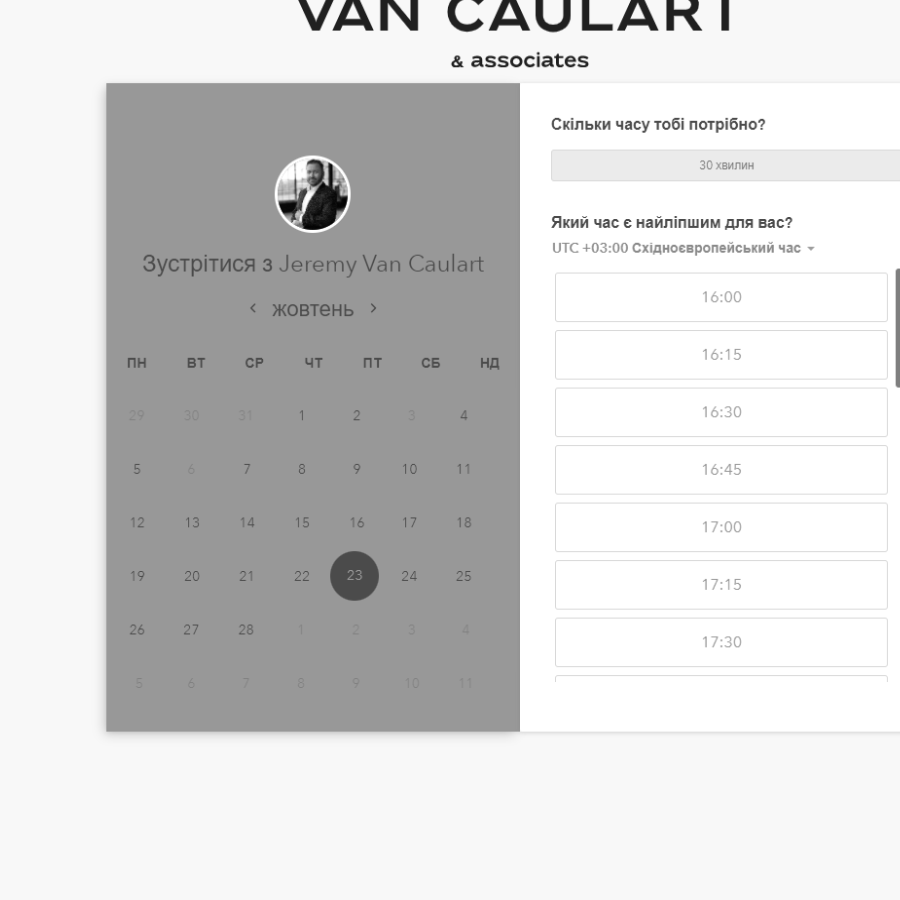 VAN CAULART
& associates
Зустрітися з Jeremy Van Caulart
жовтень
ПН ВТ СР ЧТ ПТ СБ НД
29 30 31 1 2 3 4
5 6 7 8 9 10 11
12 13 14 15 16 17 18
19 20 21 22 23 24 25
26 27 28 1 2 3 4
5 6 7 8 9 10 11
Скільки часу тобі потрібно?
30 хвилин
Який час є найліпшим для вас?
UTC +03:00 Східноєвропейський час
16:00
16:15
16:30
16:45
17:00
17:15
17:30